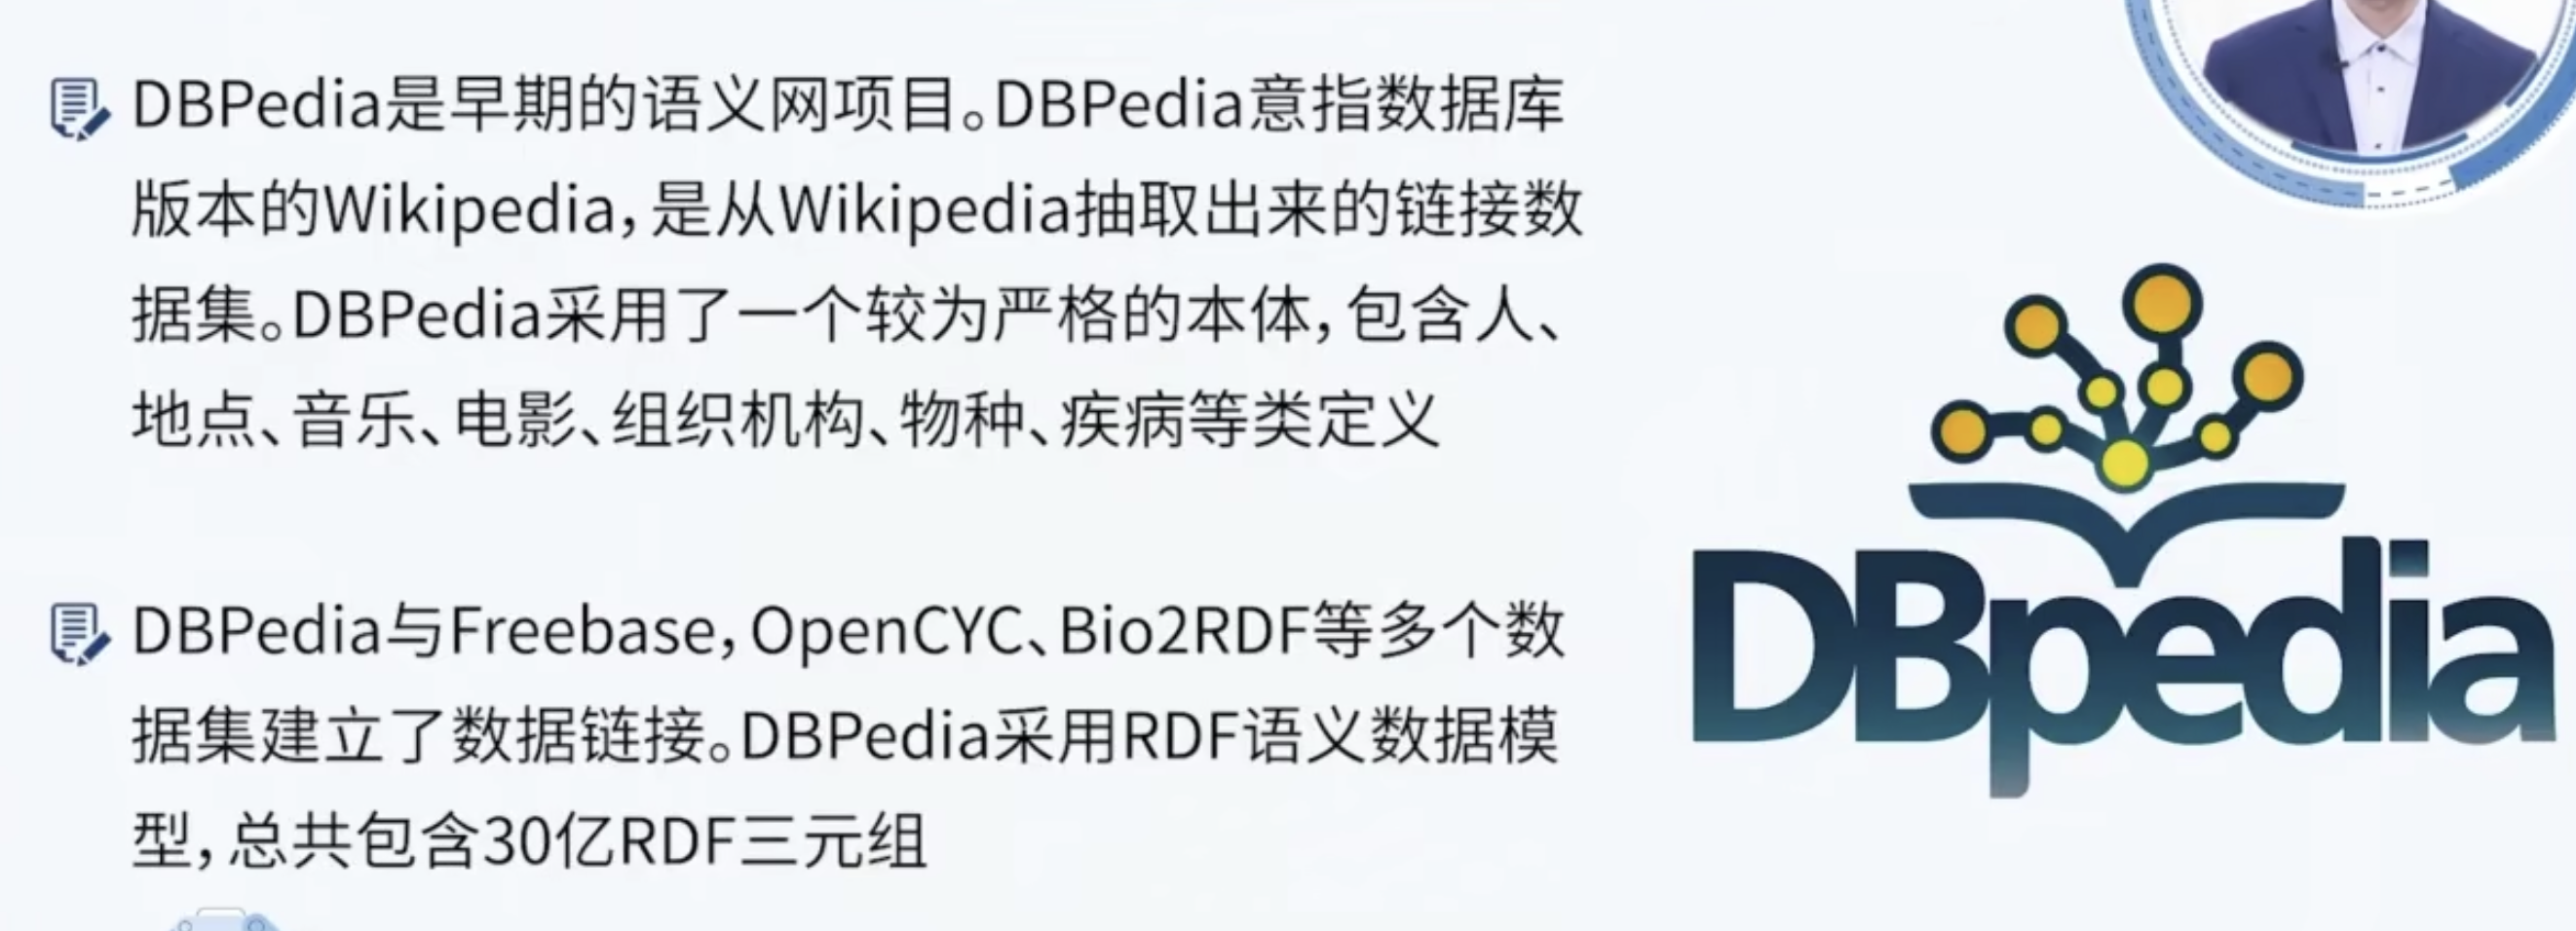 DBPedia是早期的语义网项目。DBPedia意指数据库
版本的Wikipedia，是从Wikipedia抽取出来的链接数
据集。DBPedia采用了一个较为严格的本体，包含人、
地点、音乐、电影、组织机构、物种、疾病等类定义
DBPedia与Freebase，OpenCYC、Bio2RDF等多个数
据集建立了数据链接。DBPedia采用RDF语义数据模
型，总共包含30亿RDF三元组
DBpedia